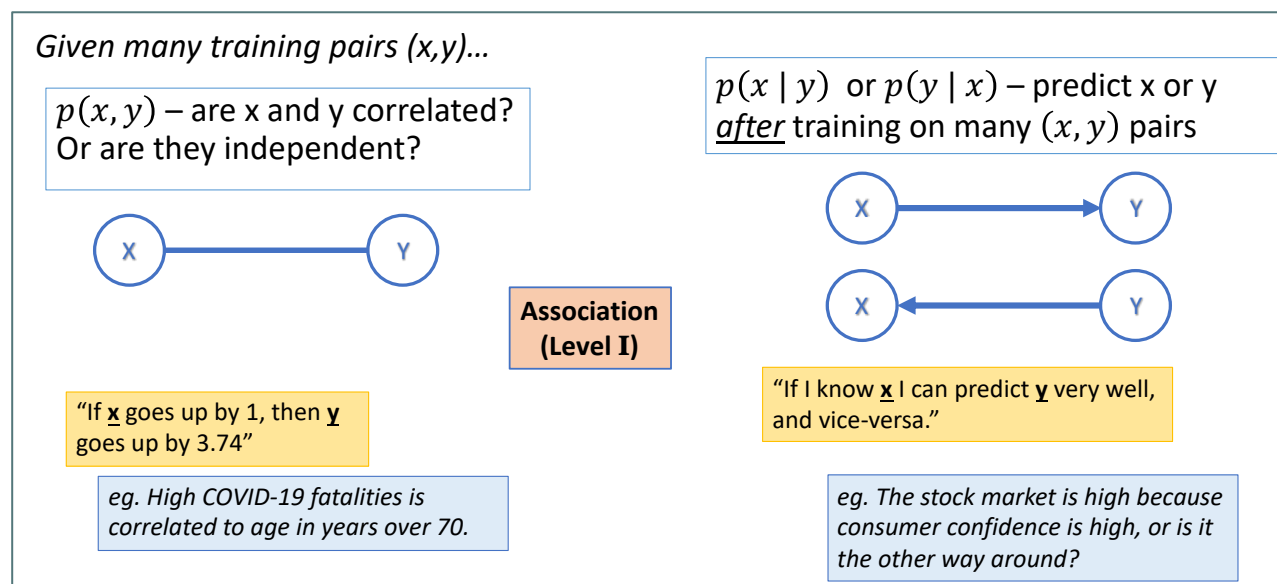 Given many training pairs (x,y)...
p(x, y) – are x and y correlated?
Or are they independent?
X
Y
p(x | y) or p(y | x) – predict x or y
after training on many (x, y) pairs
X
Y
X
Y
Association
(Level I)
“If x goes up by 1, then y
goes up by 3.74”
“If I know x I can predict y very well,
and vice-versa.”
eg. High COVID-19 fatalities is
correlated to age in years over 70.
eg. The stock market is high because
consumer confidence is high, or is it
the other way around?